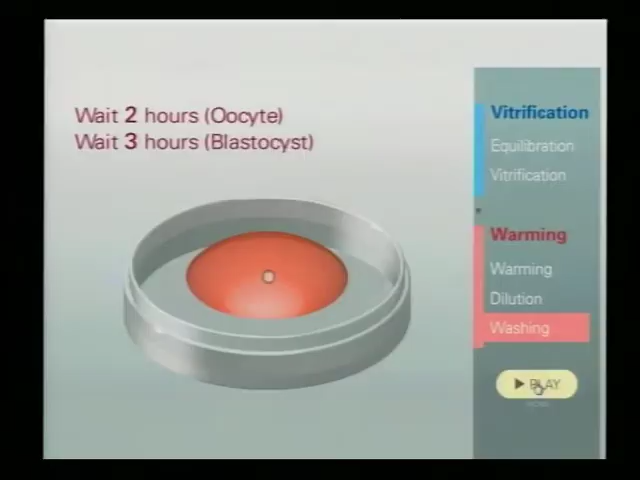 Wait 2 hours (Oocyte)
Wait 3 hours (Blastocyst)
Vitrification
Equilibration
Vitrification
Warming
Warming
Dilution
Washing
PLAY